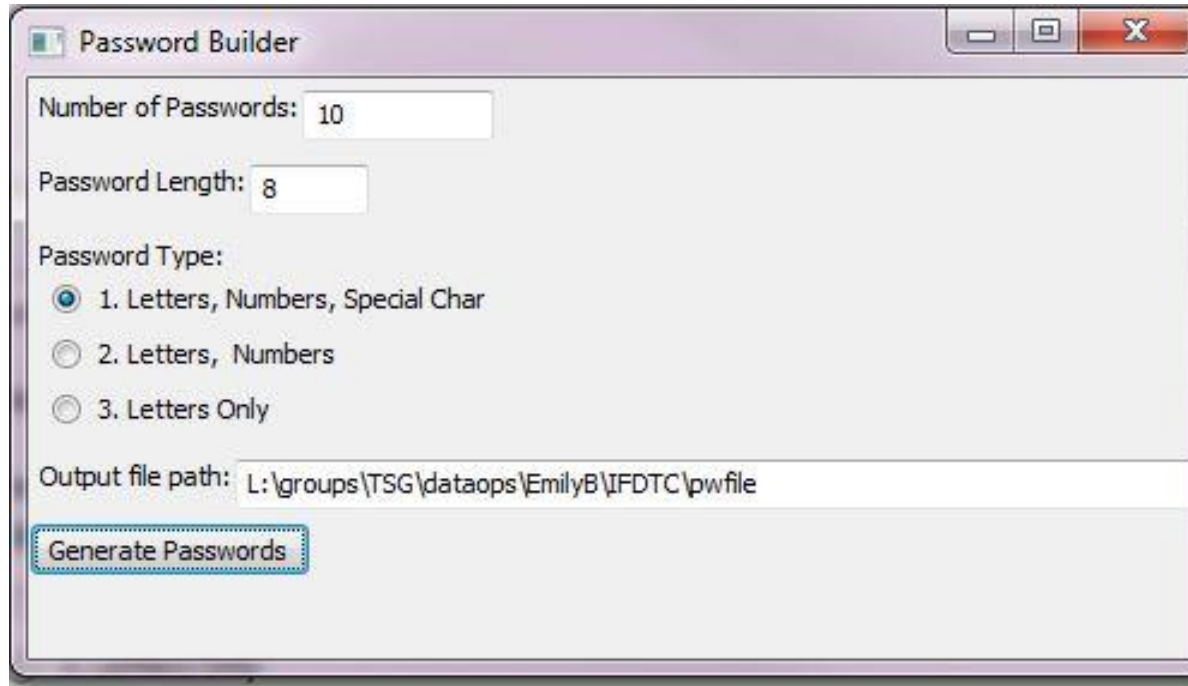 Password Builder
Number of Passwords: 10
Password Length: 8
Password Type:
1. Letters, Numbers, Special Char
2. Letters, Numbers
3. Letters Only
Output file path: L:\groups\TSG\dataops\EmilyB\IFDTC\pwfile
Generate Passwords